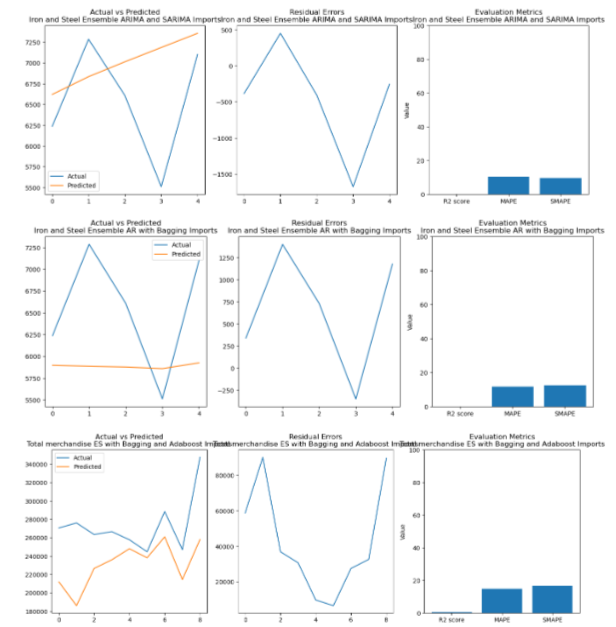 Actual vs Predicted
Iron and Steel Ensemble ARIMA and SARIMA Imports
7250
7000
6750
6500
6250
6000
5750
5500
Actual
Predicted
0 1 2 3 4
Residual Errors
Iron and Steel Ensemble ARIMA and SARIMA Imports
500
0
−500
−1000
−1500
0 1 2 3 4
Evaluation Metrics
Iron and Steel Ensemble ARIMA and SARIMA Imports
Value
100
80
60
40
20
0
R2 score MAPE SMAPE
Actual vs Predicted
Iron and Steel Ensemble AR with Bagging Imports
7250
7000
6750
6500
6250
6000
5750
5500
Actual
Predicted
0 1 2 3 4
Residual Errors
Iron and Steel Ensemble AR with Bagging Imports
1250
1000
750
500
250
0
−250
0 1 2 3 4
Evaluation Metrics
Iron and Steel Ensemble AR with Bagging Imports
Value
100
80
60
40
20
0
R2 score MAPE SMAPE
Actual vs Predicted
Total merchandise ES with Bagging and Adaboost Imports
340000
320000
300000
280000
260000
240000
220000
200000
180000
Actual
Predicted
0 2 4 6 8
Residual Errors
Total merchandise ES with Bagging and Adaboost Imports
80000
60000
40000
20000
0 2 4 6 8
Evaluation Metrics
Total merchandise ES with Bagging and Adaboost Imports
Value
100
80
60
40
20
0
R2 score MAPE SMAPE